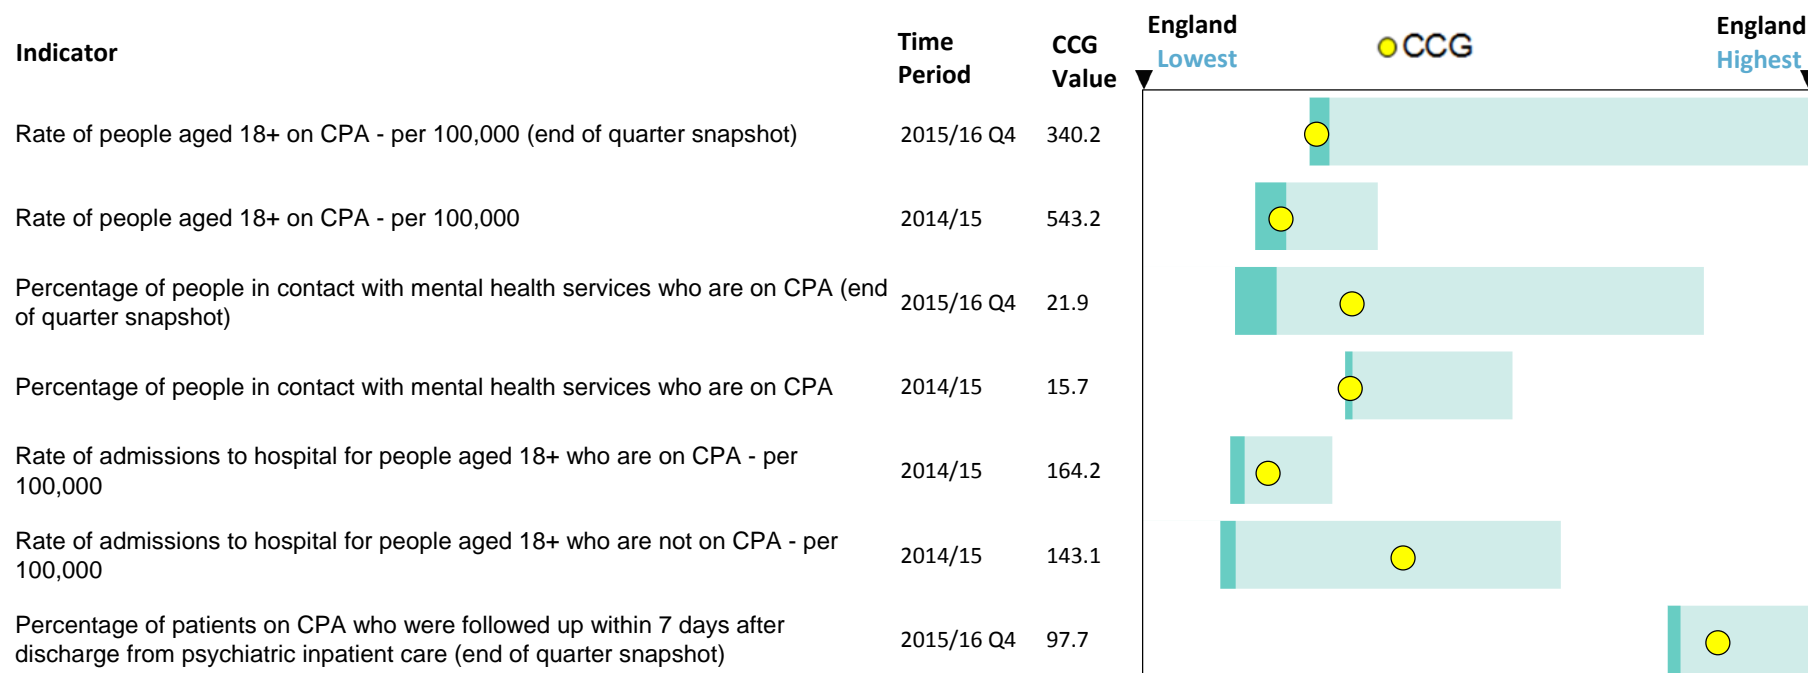 Indicator
Time Period
CCG Value
England Lowest
CCG
England Highest
Rate of people aged 18+ on CPA - per 100,000 (end of quarter snapshot)
2015/16 Q4
340.2
Rate of people aged 18+ on CPA - per 100,000
2014/15
543.2
Percentage of people in contact with mental health services who are on CPA (end
of quarter snapshot)
2015/16 Q4
21.9
Percentage of people in contact with mental health services who are on CPA
2014/15
15.7
Rate of admissions to hospital for people aged 18+ who are on CPA - per
100,000
2014/15
164.2
Rate of admissions to hospital for people aged 18+ who are not on CPA - per
100,000
2014/15
143.1
Percentage of patients on CPA who were followed up within 7 days after
discharge from psychiatric inpatient care (end of quarter snapshot)
2015/16 Q4
97.7